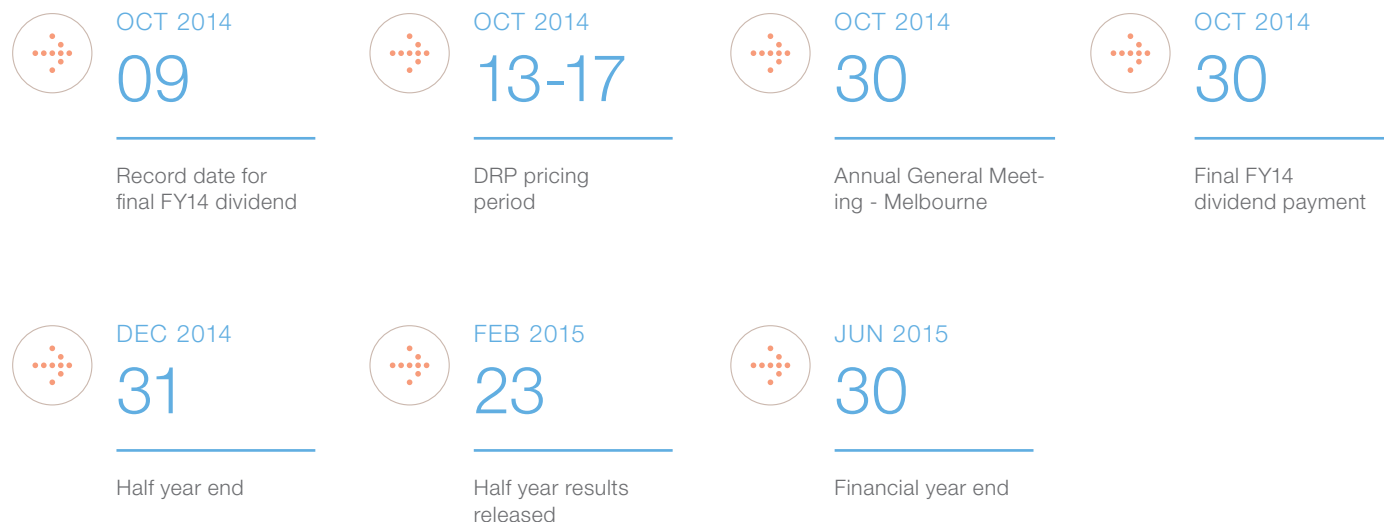 OCT 2014
09
Record date for
final FY14 dividend
OCT 2014
13-17
DRP pricing
period
OCT 2014
30
Annual General Meet-
ing - Melbourne
OCT 2014
30
Final FY14
dividend payment
DEC 2014
31
Half year end
FEB 2015
23
Half year results
released
JUN 2015
30
Financial year end